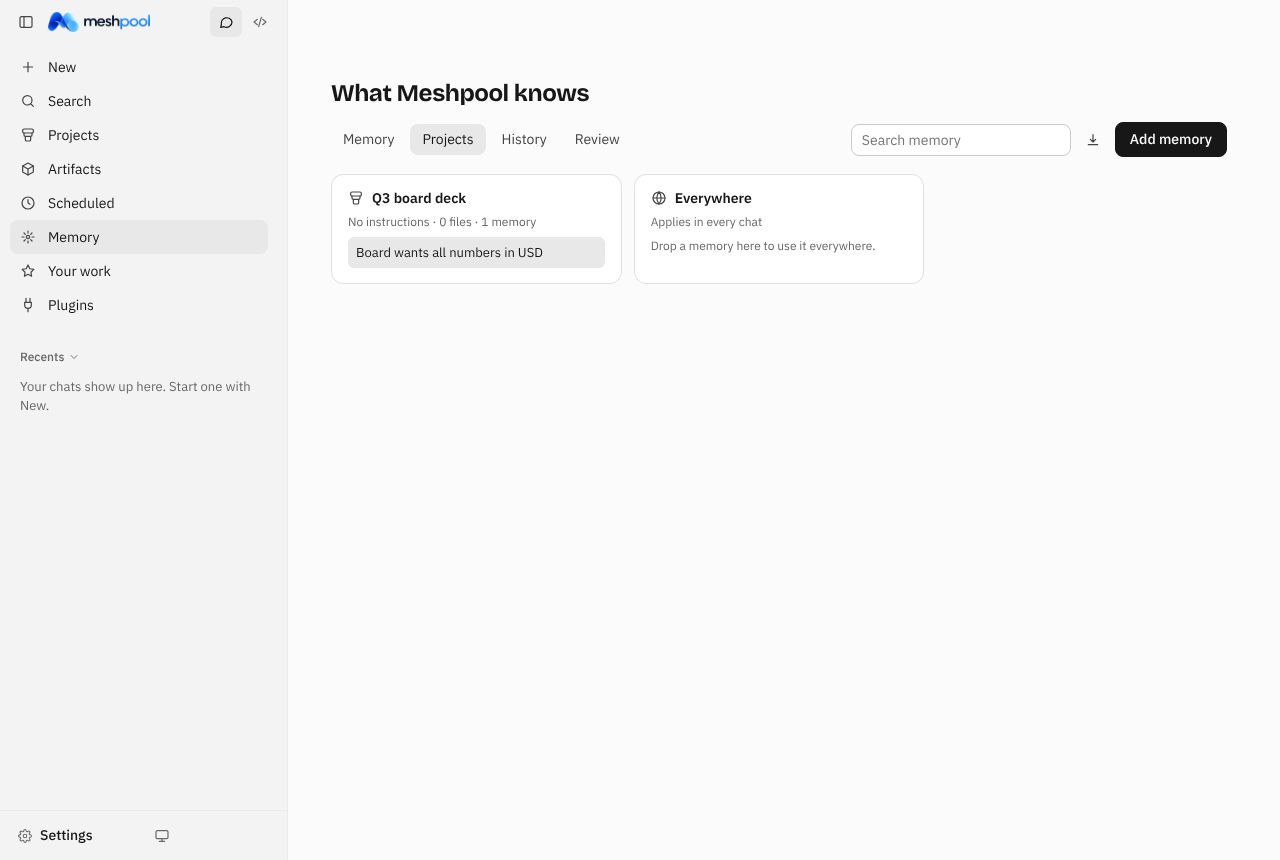 meshpool
New
Search
Projects
Artifacts
Scheduled
Memory
Your work
Plugins
Recents
Your chats show up here. Start one with
New.
Settings
What Meshpool knows
Memory
Projects
History
Review
Search memory
Add memory
Q3 board deck
No instructions · 0 files · 1 memory
Board wants all numbers in USD
Everywhere
Applies in every chat
Drop a memory here to use it everywhere.